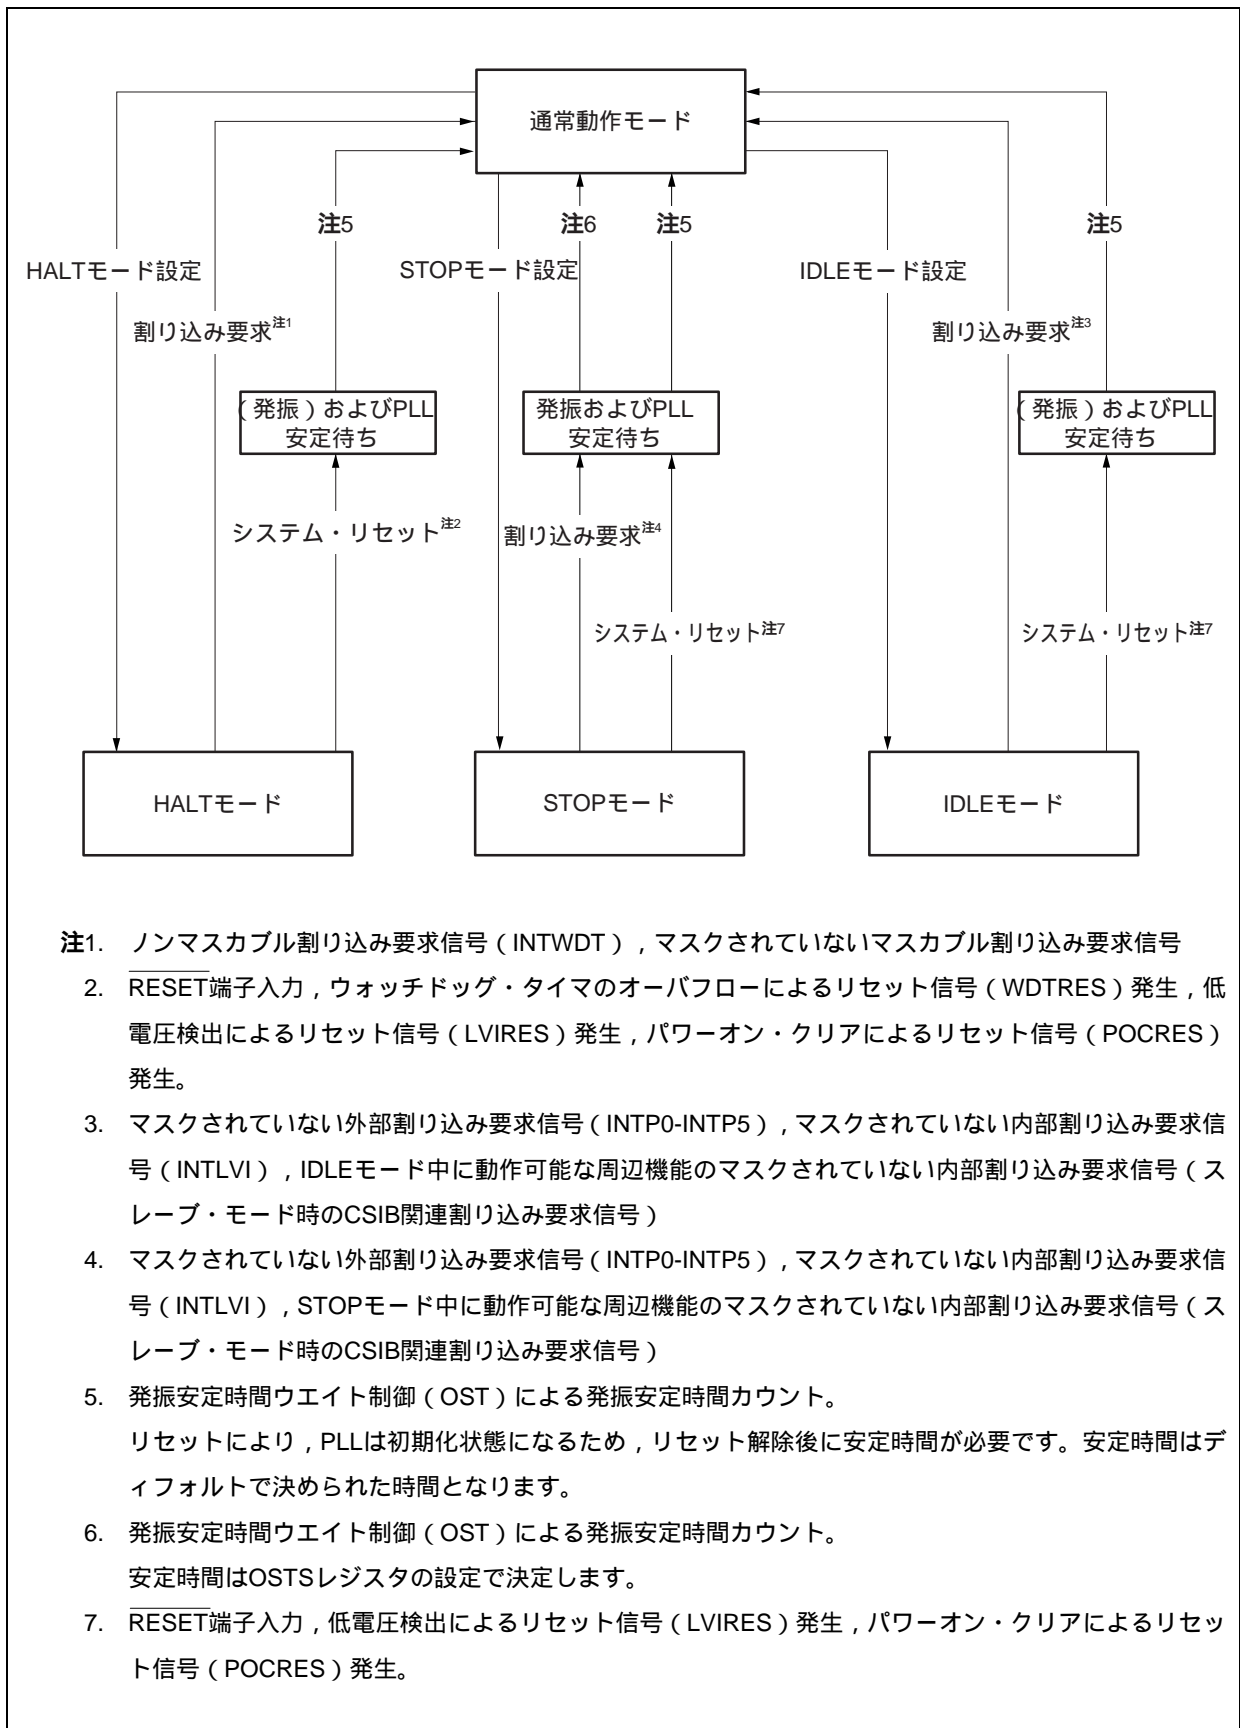 通常動作モード
注5
注6
注5
注5
HALTモード設定
STOPモード設定
IDLEモード設定
割り込み要求注1
割り込み要求注3
(発振)およびPLL
安定待ち
発振およびPLL
安定待ち
(発振)およびPLL
安定待ち
システム・リセット注2
割り込み要求注4
システム・リセット注7
システム・リセット注7
HALTモード
STOPモード
IDLEモード
注1. ノンマスカブル割り込み要求信号(INTWDT),マスクされていないマスカブル割り込み要求信号
2. RESET端子入力,ウォッチドッグ・タイマのオーバフローによるリセット信号(WDTRES)発生,低
電圧検出によるリセット信号(LVIRES)発生,パワーオン・クリアによるリセット信号(POCRES)
発生。
3. マスクされていない外部割り込み要求信号(INTP0-INTP5),マスクされていない内部割り込み要求信
号(INTLVI),IDLEモード中に動作可能な周辺機能のマスクされていない内部割り込み要求信号(ス
レーブ・モード時のCSIB関連割り込み要求信号)
4. マスクされていない外部割り込み要求信号(INTP0-INTP5),マスクされていない内部割り込み要求信
号(INTLVI),STOPモード中に動作可能な周辺機能のマスクされていない内部割り込み要求信号(ス
レーブ・モード時のCSIB関連割り込み要求信号)
5. 発振安定時間ウエイト制御(OST)による発振安定時間カウント。
リセットにより,PLLは初期化状態になるため,リセット解除後に安定時間が必要です。安定時間はデ
ィフォルトで決められた時間となります。
6. 発振安定時間ウエイト制御(OST)による発振安定時間カウント。
安定時間はOSTSレジスタの設定で決定します。
7. RESET端子入力,低電圧検出によるリセット信号(LVIRES)発生,パワーオン・クリアによるリセッ
ト信号(POCRES)発生。